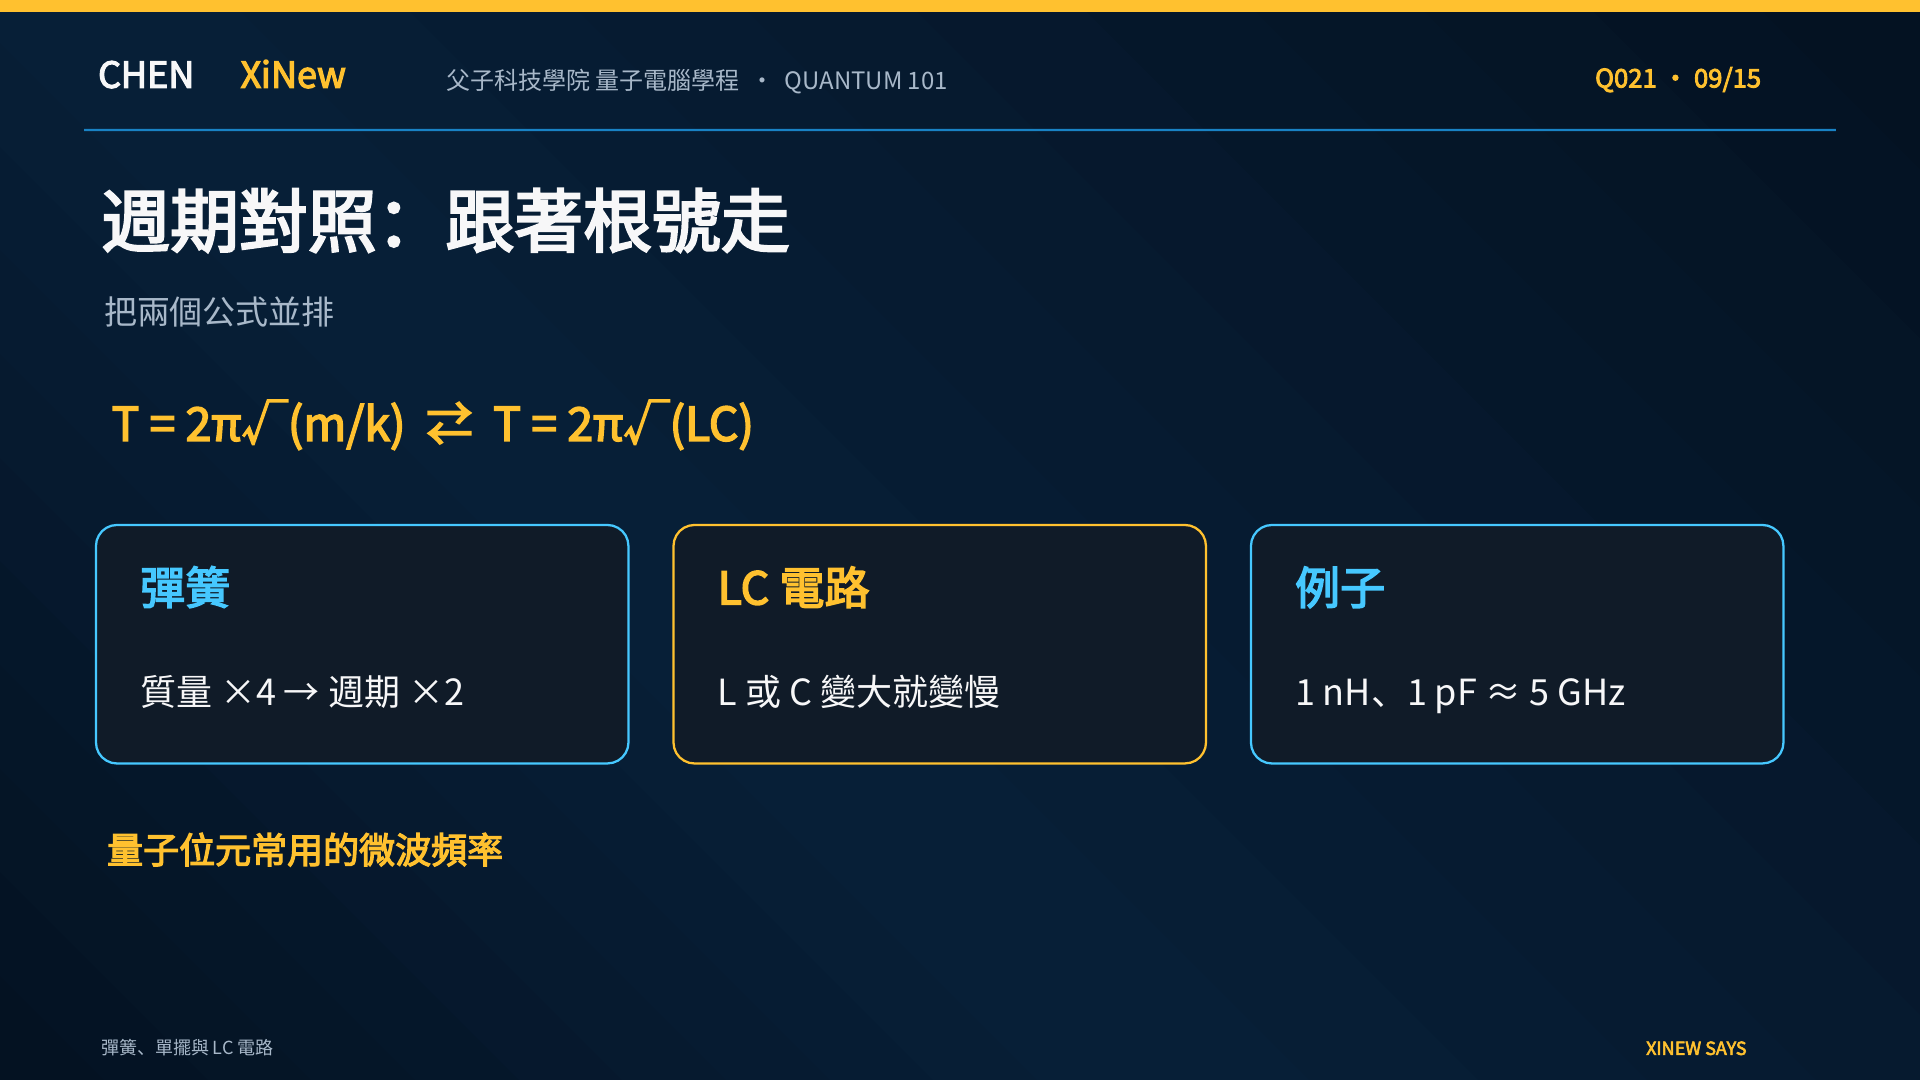 CHEN XiNew 父子科技學院 量子電腦學程 • QUANTUM 101 Q021 • 09/15
週期對照：跟著根號走
把兩個公式並排
T = 2π√(m/k) ⇄ T = 2π√(LC)
彈簧
質量 ×4 → 週期 ×2
LC 電路
L 或 C 變大就變慢
例子
1 nH、1 pF ≈ 5 GHz
量子位元常用的微波頻率
彈簧、單擺與 LC 電路
XINEW SAYS